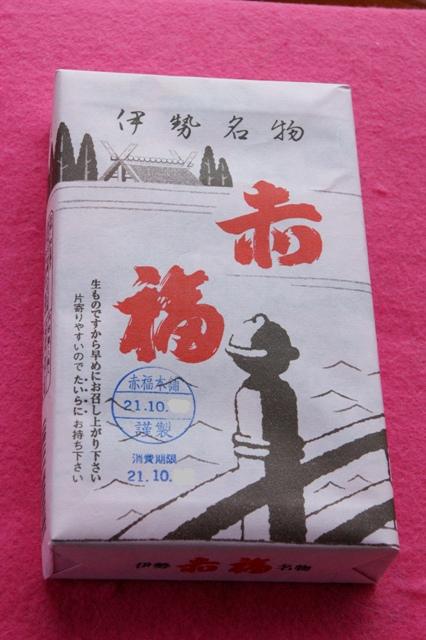 伊勢名物
赤福
生ものですから早めにお召し上がり下さい
片寄りやすいので たいらに お持ち下さい
赤福本舗
21.10.
謹製
消費期限
21.10.
伊勢 赤福 名物